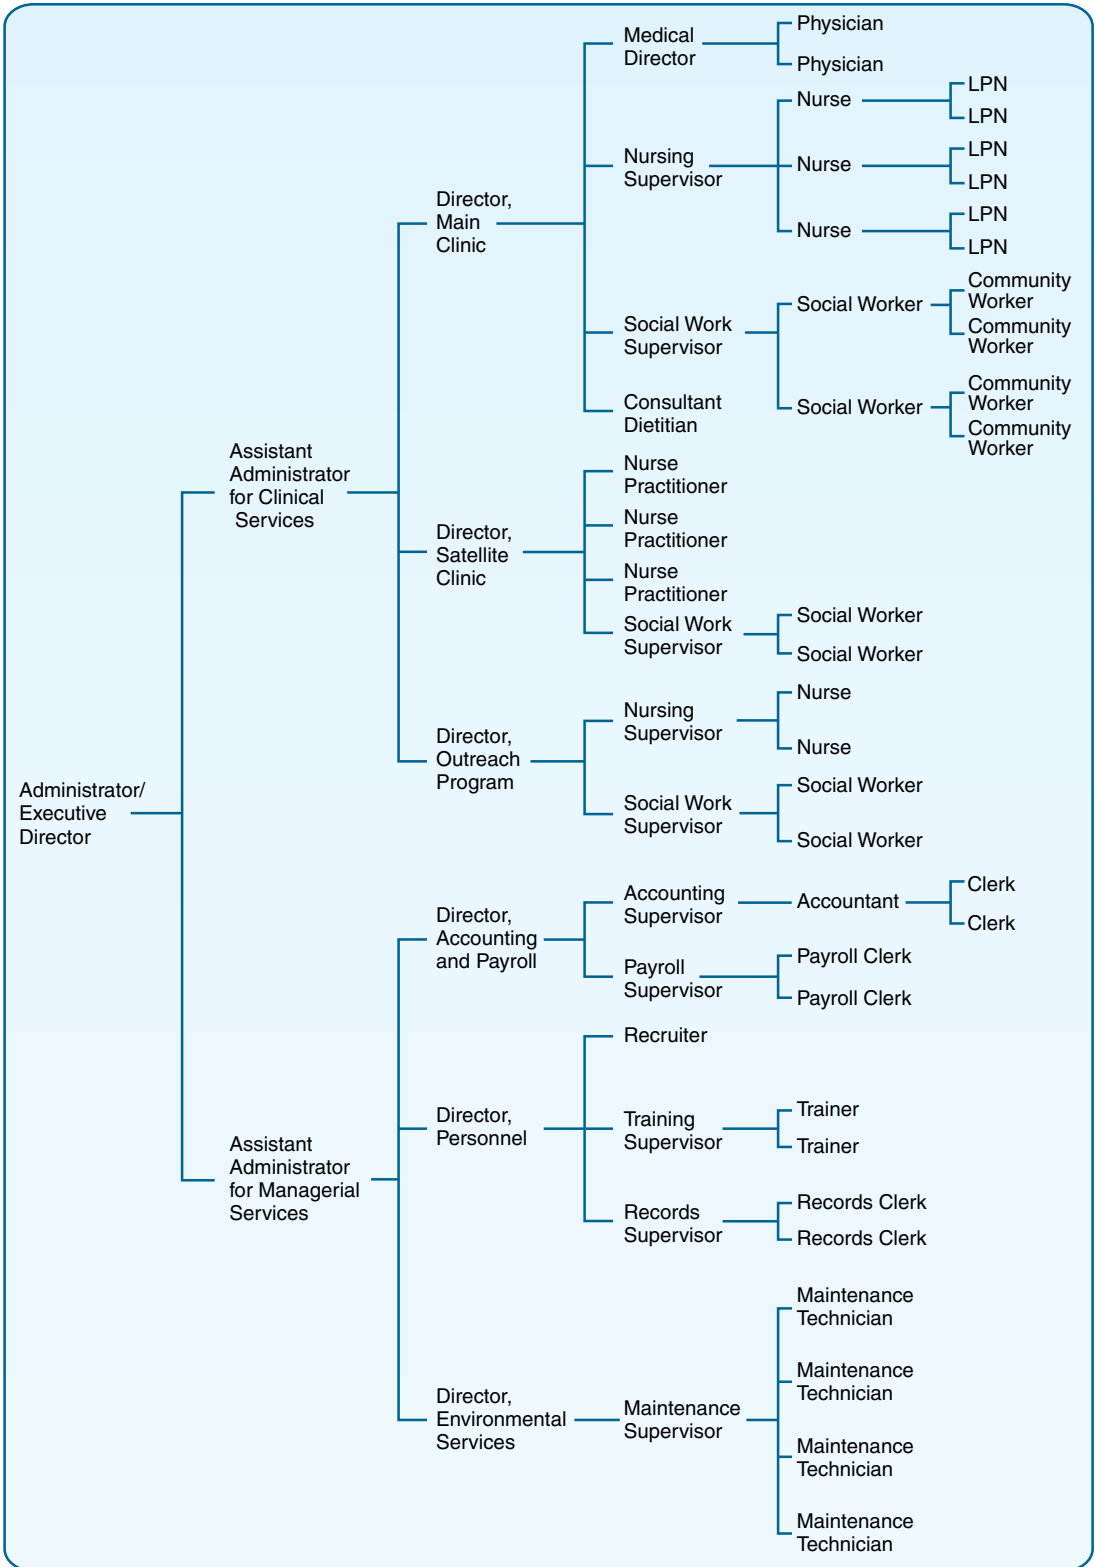 Medical
Director
Physician
Physician
Nursing
Supervisor
Nurse
LPN
LPN
Nurse
LPN
LPN
Nurse
LPN
LPN
Director,
Main
Clinic
Social Work
Supervisor
Social Worker
Community
Worker
Community
Worker
Social Worker
Community
Worker
Community
Worker
Consultant
Dietitian
Assistant
Administrator
for Clinical
Services
Director,
Satellite
Clinic
Nurse
Practitioner
Nurse
Practitioner
Nurse
Practitioner
Social Work
Supervisor
Social Worker
Social Worker
Director,
Outreach
Program
Nursing
Supervisor
Nurse
Nurse
Social Work
Supervisor
Social Worker
Social Worker
Administrator/
Executive
Director
Director,
Accounting
and Payroll
Accounting
Supervisor
Accountant
Clerk
Clerk
Payroll
Supervisor
Payroll Clerk
Payroll Clerk
Assistant
Administrator
for Managerial
Services
Director,
Personnel
Recruiter
Training
Supervisor
Trainer
Trainer
Records
Supervisor
Records Clerk
Records Clerk
Director,
Environmental
Services
Maintenance
Supervisor
Maintenance
Technician
Maintenance
Technician
Maintenance
Technician
Maintenance
Technician